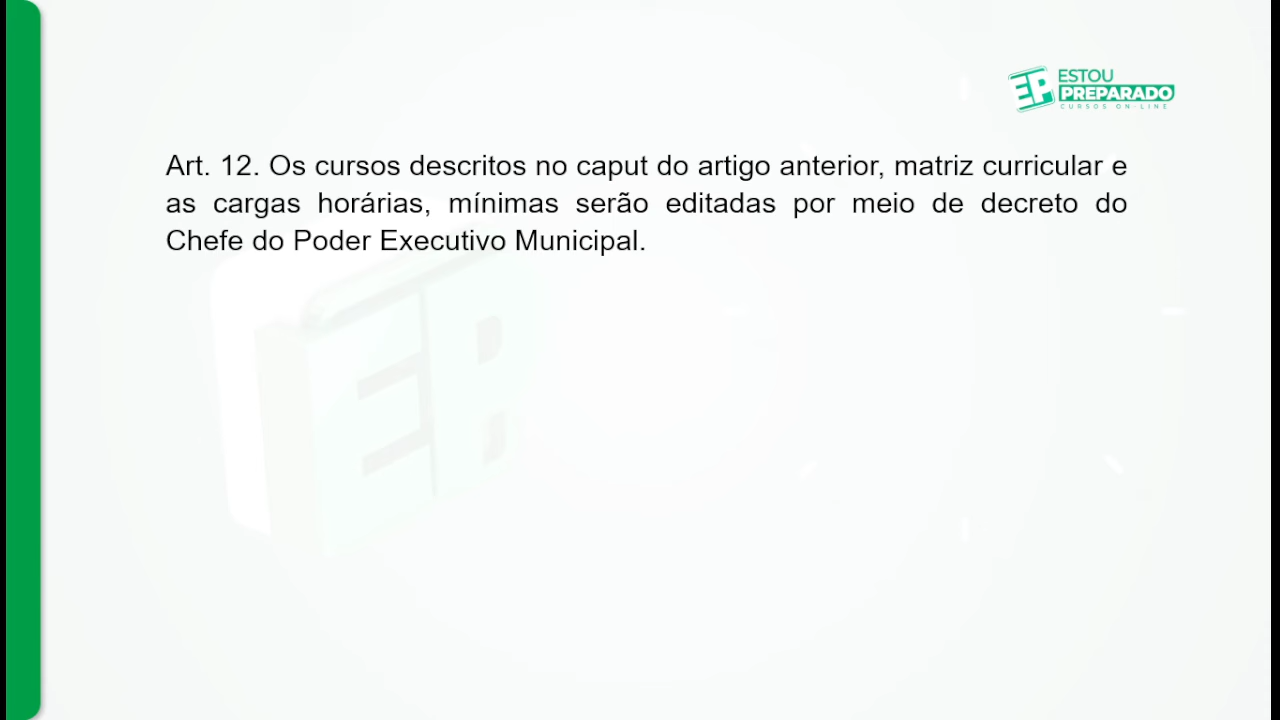 ESTOU
PREPARADO
CURSOS ON-LINE
Art. 12. Os cursos descritos no caput do artigo anterior, matriz curricular e
as cargas horárias, mínimas serão editadas por meio de decreto do
Chefe do Poder Executivo Municipal.